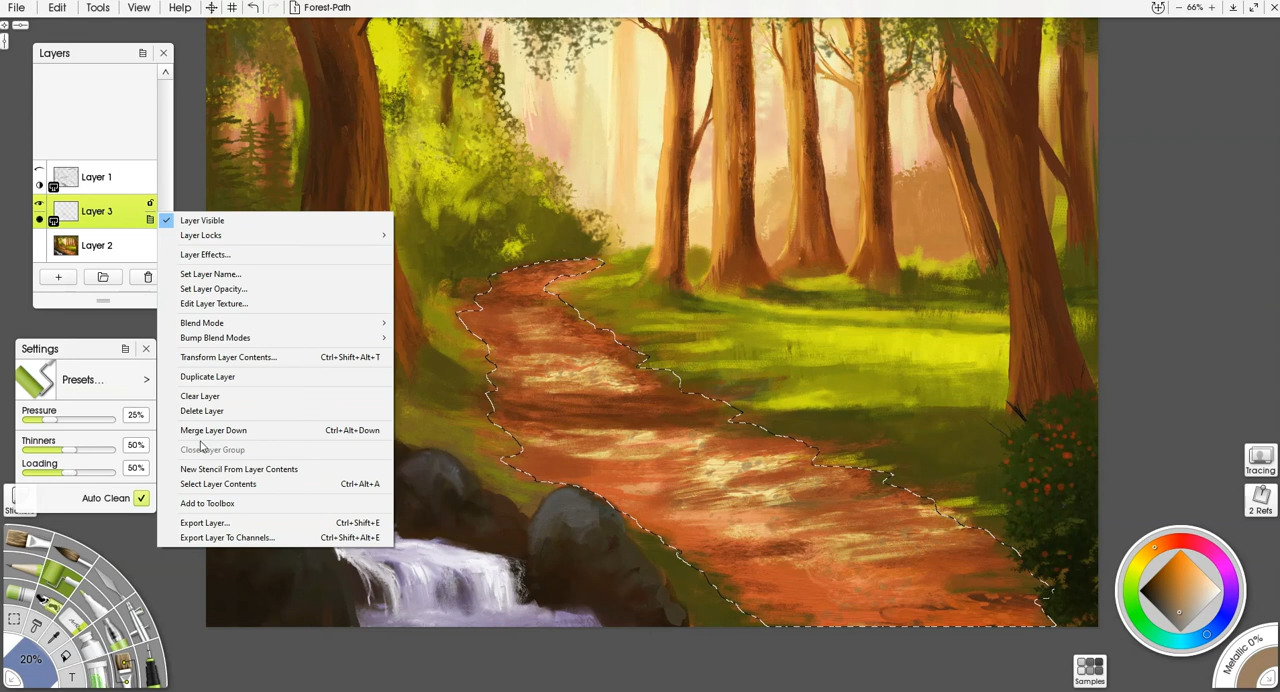 File Edit Tools View Help Forest-Path 66%
Layers
Layer 1
Layer 3
Layer 2
Layer Visible
Layer Locks
Layer Effects...
Set Layer Name...
Set Layer Opacity...
Edit Layer Texture...
Blend Mode
Bump Blend Modes
Transform Layer Contents... Ctrl+Shift+Alt+T
Duplicate Layer
Clear Layer
Delete Layer
Merge Layer Down Ctrl+Alt+Down
Close Layer Group
New Stencil From Layer Contents
Select Layer Contents Ctrl+Alt+A
Add to Toolbox
Export Layer... Ctrl+Shift+E
Export Layer To Channels... Ctrl+Shift+Alt+E
Settings
Presets...
Pressure 25%
Thinners 50%
Loading 50%
Auto Clean
20%
T
Tracing
2 Refs
Metallic 0%
Samples